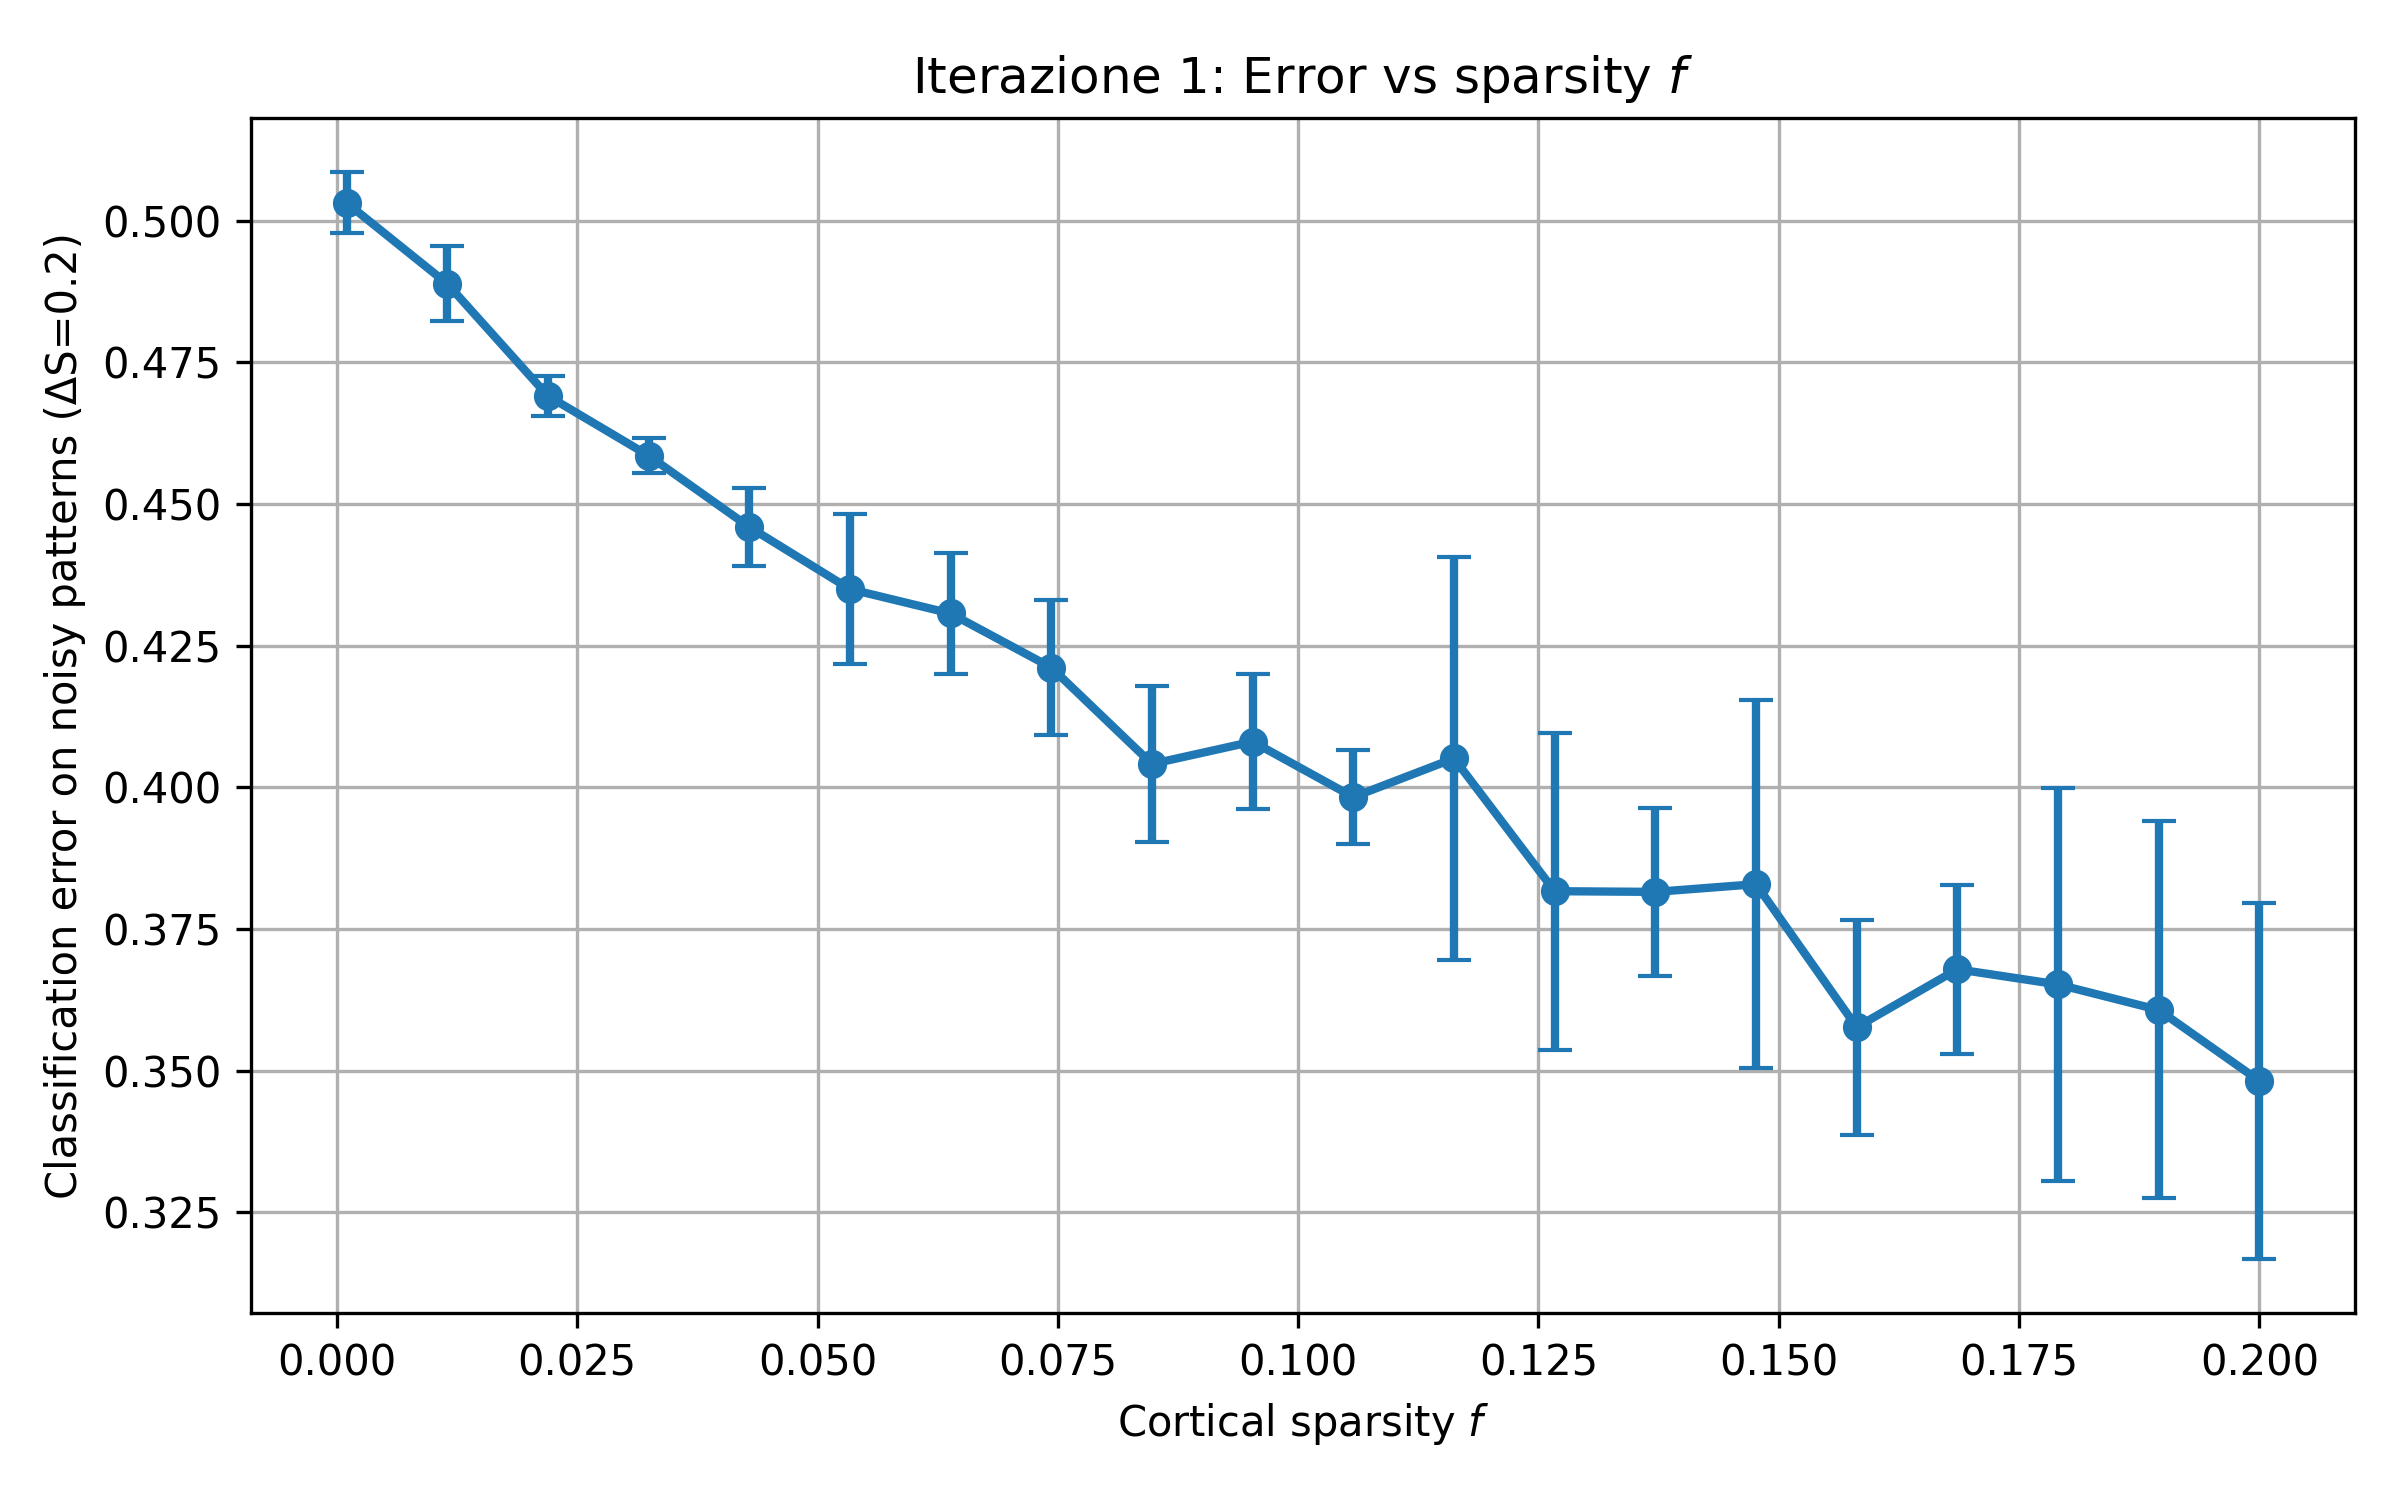 Iterazione 1: Error vs sparsity f
Classification error on noisy patterns (ΔS=0.2)
0.500
0.475
0.450
0.425
0.400
0.375
0.350
0.325
0.000 0.025 0.050 0.075 0.100 0.125 0.150 0.175 0.200
Cortical sparsity f